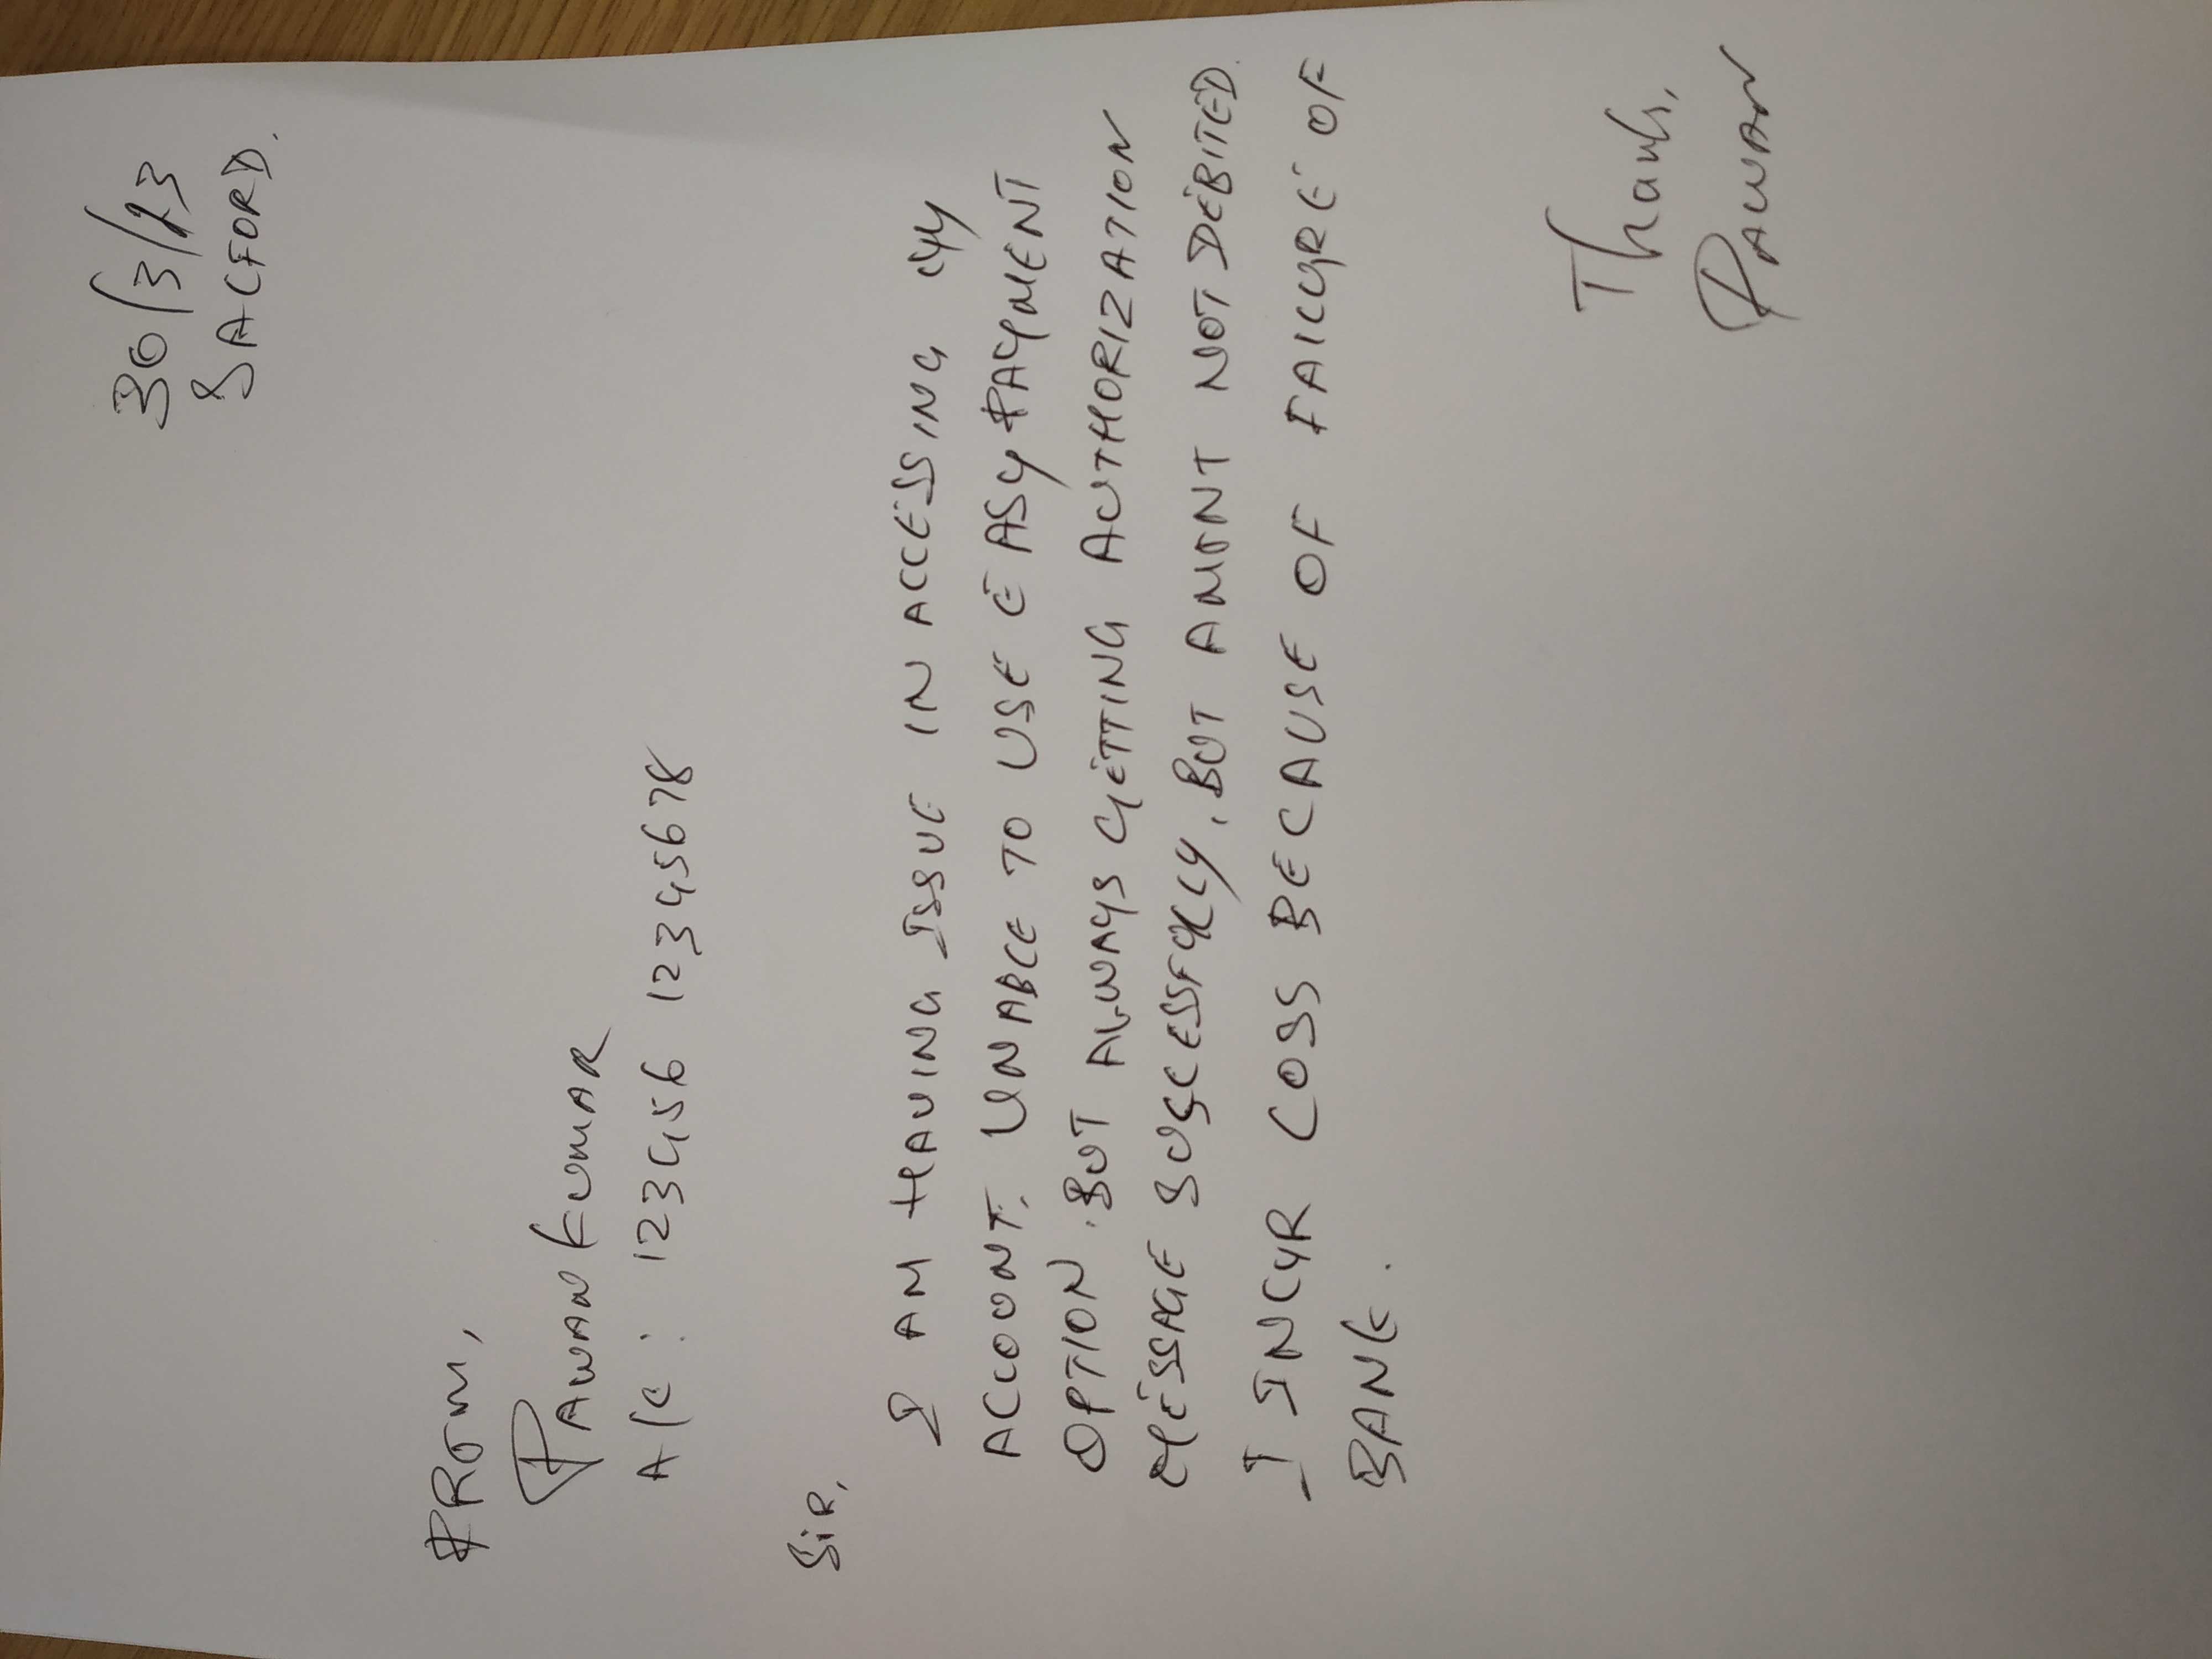 30/3/23
SALFORD.
FROM,
PAWAN KUMAR
A/C : 123456 12345678
SiR,
I AM HAVING ISSUE IN ACCESSING MY
ACCOUNT. UNABLE TO USE EASY PAYMENT
OPTION. BUT ALWAYS GETTING AUTHORIZATION
MESSAGE SUCCESSFULLY, BUT AMONT NOT DEBITED.
I INCUR LOSS BECAUSE OF FAILURE OF
BANK.
Thanks,
PAWAN